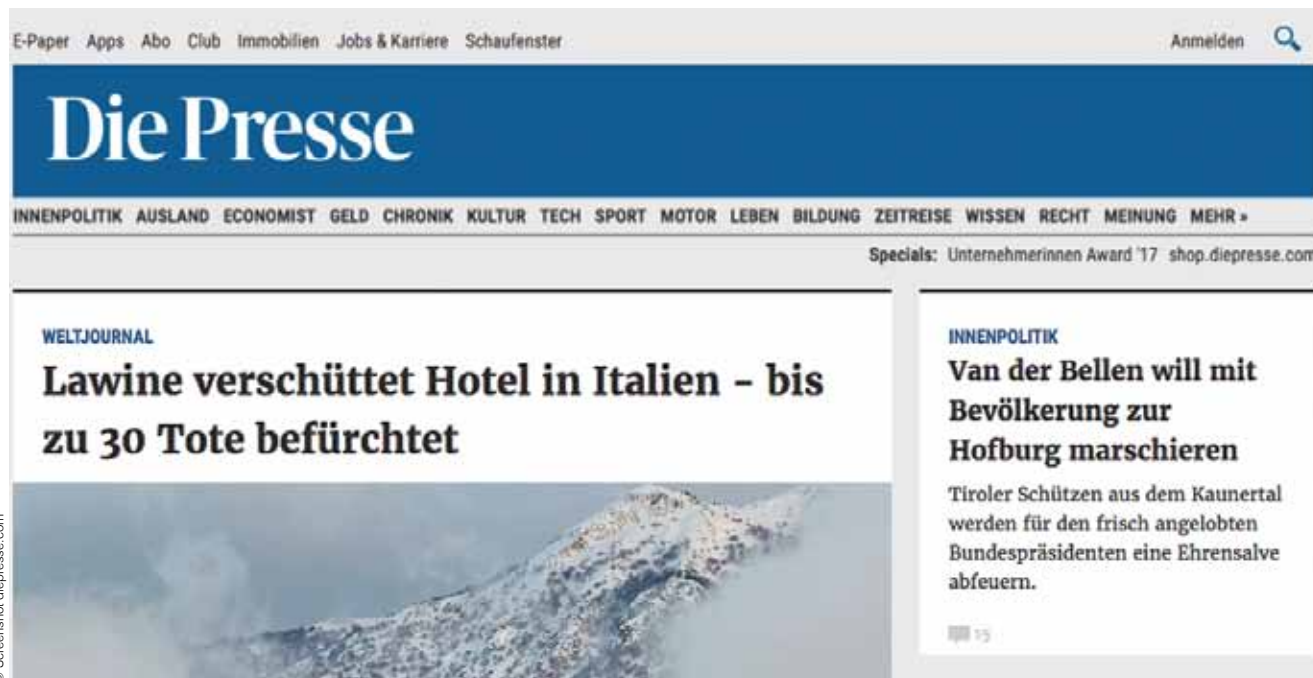 E-Paper Apps Abo Club Immobilien Jobs & Karriere Schaufenster Anmelden
Die Presse
INNENPOLITIK AUSLAND ECONOMIST GELD CHRONIK KULTUR TECH SPORT MOTOR LEBEN BILDUNG ZEITREISE WISSEN RECHT MEINUNG MEHR »
Specials: Unternehmerinnen Award '17 shop.diepresse.com
WELTJOURNAL
Lawine verschüttet Hotel in Italien – bis
zu 30 Tote befürchtet
INNENPOLITIK
Van der Bellen will mit
Bevölkerung zur
Hofburg marschieren
Tiroler Schützen aus dem Kaunertal
werden für den frisch angelobten
Bundespräsidenten eine Ehrensalve
abfeuern.
15
© Screenshot diepresse.com